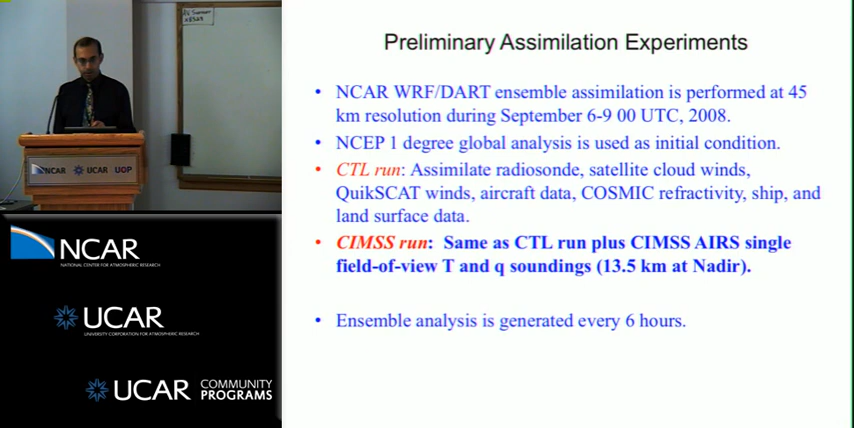 Preliminary Assimilation Experiments
• NCAR WRF/DART ensemble assimilation is performed at 45
km resolution during September 6-9 00 UTC, 2008.
• NCEP 1 degree global analysis is used as initial condition.
• CTL run: Assimilate radiosonde, satellite cloud winds,
QuikSCAT winds, aircraft data, COSMIC refractivity, ship, and
land surface data.
• CIMSS run: Same as CTL run plus CIMSS AIRS single
field-of-view T and q soundings (13.5 km at Nadir).
• Ensemble analysis is generated every 6 hours.
NCAR UCAR UOP
NCAR
NATIONAL CENTER FOR ATMOSPHERIC RESEARCH
UCAR
UNIVERSITY CORPORATION FOR ATMOSPHERIC RESEARCH
UCAR COMMUNITY
PROGRAMS